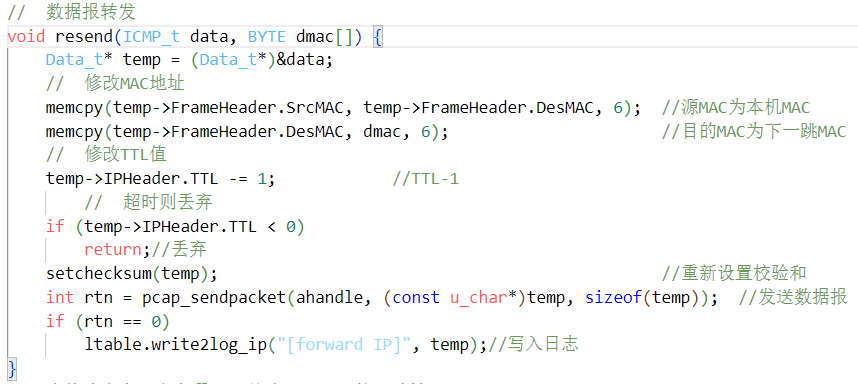 //  数据报转发
void resend(ICMP_t data, BYTE dmac[]) {
    Data_t* temp = (Data_t*)&data;
    //  修改MAC地址
    memcpy(temp->FrameHeader.SrcMAC, temp->FrameHeader.DesMAC, 6);  //源MAC为本机MAC
    memcpy(temp->FrameHeader.DesMAC, dmac, 6);                      //目的MAC为下一跳MAC
    //  修改TTL值
    temp->IPHeader.TTL -= 1;            //TTL-1
        //  超时则丢弃
    if (temp->IPHeader.TTL < 0)
        return;//丢弃
    setchecksum(temp);                                              //重新设置校验和
    int rtn = pcap_sendpacket(ahandle, (const u_char*)temp, sizeof(temp));  //发送数据报
    if (rtn == 0)
        ltable.write2log_ip("[forward IP]", temp);//写入日志
}